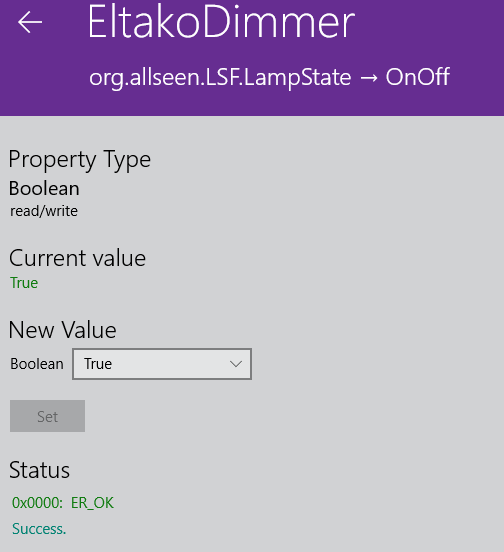 EltakoDimmer
org.allseen.LSF.LampState → OnOff
Property Type
Boolean
read/write
Current value
True
New Value
Boolean True
Set
Status
0x0000: ER_OK
Success.